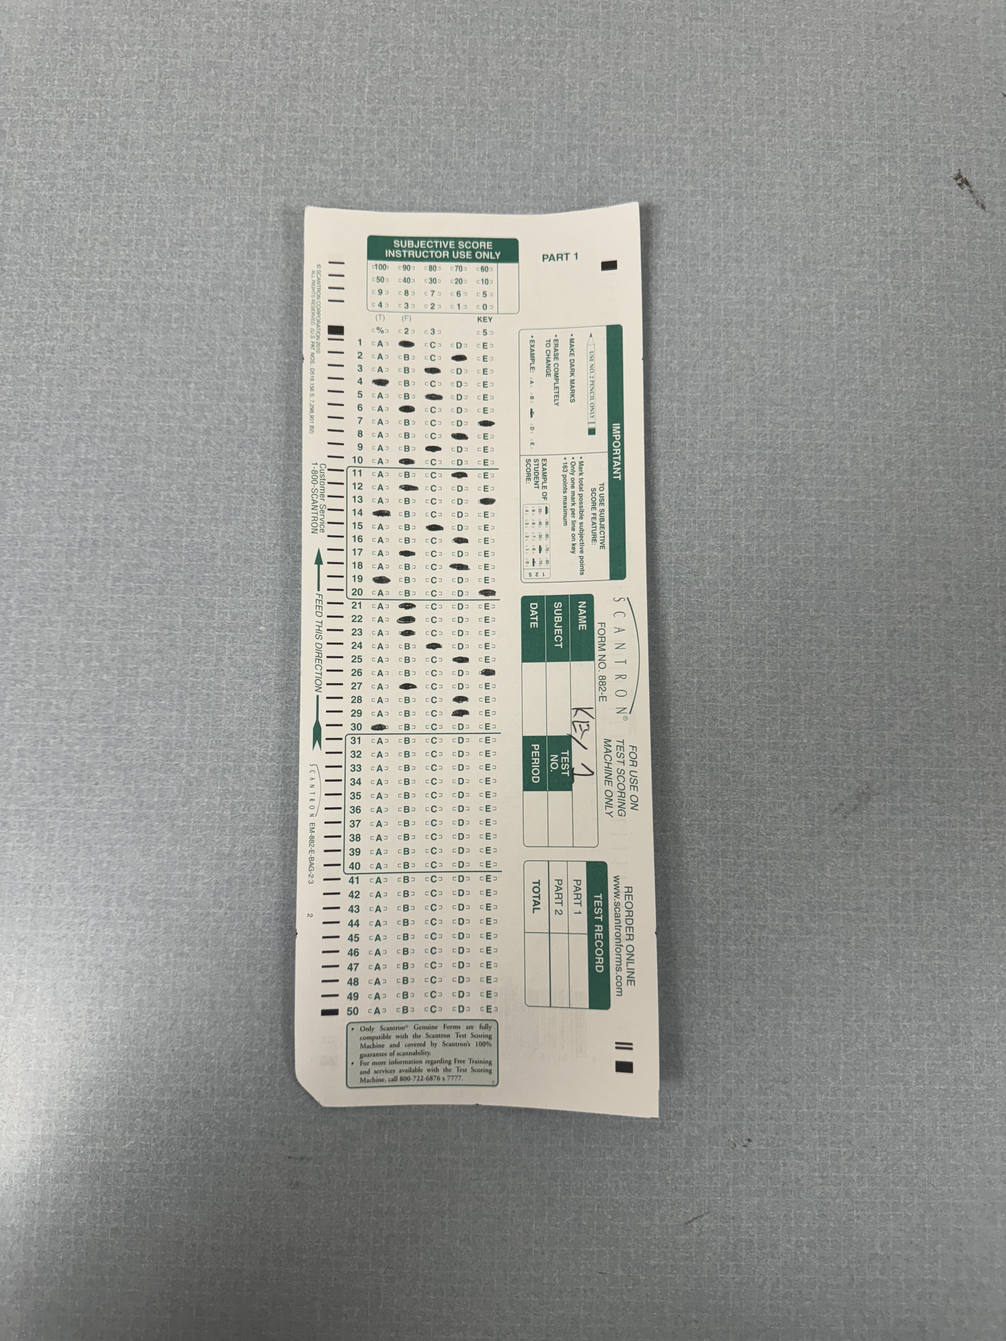 SUBJECTIVE SCORE
INSTRUCTOR USE ONLY
100 90 80 70 60
50 40 30 20 10
9 8 7 6 5
4 3 2 1 0
(T) (F) KEY
% 2 3 5
1 A C D E
2 A B C E
3 A B D E
4 B C D E
5 A B D E
6 A C D E
7 A B C D
8 A B C E
9 A B D E
10 A C D E
11 A B C E
12 A C D E
13 A B C D
14 B C D E
15 A B D E
16 A B C E
17 A C D E
18 A B C E
19 B C D E
20 A B C D
21 A C D E
22 A C D E
23 A C D E
24 A B D E
25 A B C E
26 A B C D
27 A C D E
28 A B C E
29 A B C E
30 B C D E
31 A B C D E
32 A B C D E
33 A B C D E
34 A B C D E
35 A B C D E
36 A B C D E
37 A B C D E
38 A B C D E
39 A B C D E
40 A B C D E
41 A B C D E
42 A B C D E
43 A B C D E
44 A B C D E
45 A B C D E
46 A B C D E
47 A B C D E
48 A B C D E
49 A B C D E
50 A B C D E
• Only Scantron® Genuine Forms are fully
compatible with the Scantron Test Scoring
Machine and covered by Scantron's 100%
guarantee of scannability.
• For more information regarding Free Training
and services available with the Test Scoring
Machine, call 800-722-6876 x 7777.
PART 1
IMPORTANT
USE NO. 2 PENCIL ONLY
• MAKE DARK MARKS
• ERASE COMPLETELY
TO CHANGE
• EXAMPLE: A B D E
TO USE SUBJECTIVE
SCORE FEATURE:
• Mark total possible subjective points
• Only one mark per line on key
• 163 points maximum
EXAMPLE OF
STUDENT
SCORE:
SCANTRON®
FORM NO. 882-E
FOR USE ON
TEST SCORING
MACHINE ONLY
NAME KEY
SUBJECT
TEST
NO.
DATE
PERIOD
REORDER ONLINE
www.scantronforms.com
TEST RECORD
PART 1
PART 2
TOTAL
© SCANTRON CORPORATION 2010
ALL RIGHTS RESERVED
Customer Service
1-800-SCANTRON
FEED THIS DIRECTION
SCANTRON EM-882-E-BAG-2:3
2